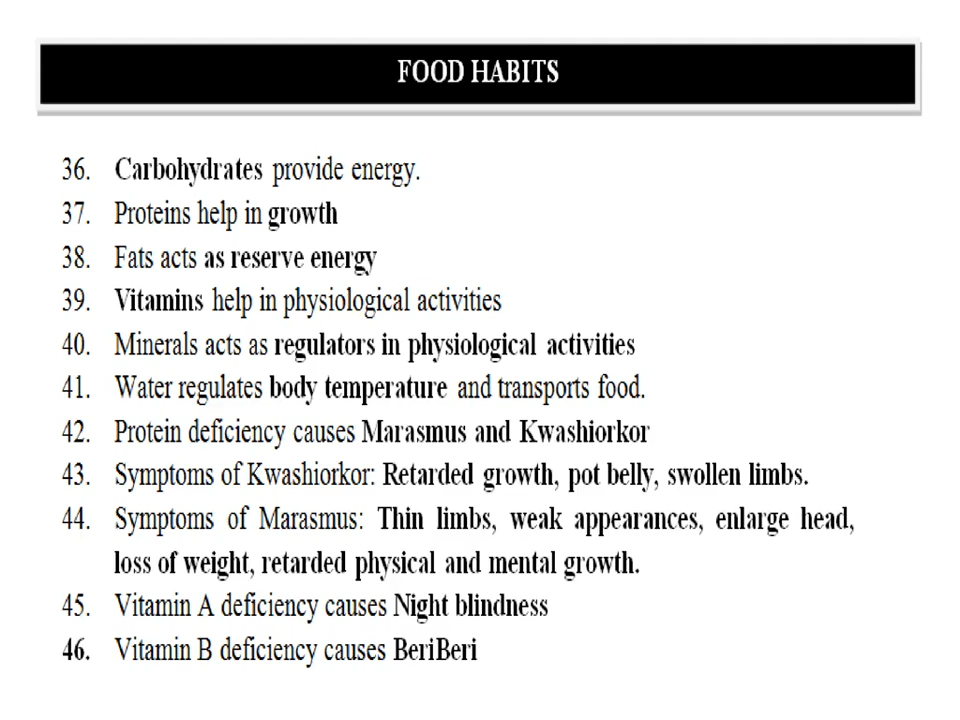 FOOD HABITS
36. Carbohydrates provide energy.
37. Proteins help in growth
38. Fats acts as reserve energy
39. Vitamins help in physiological activities
40. Minerals acts as regulators in physiological activities
41. Water regulates body temperature and transports food.
42. Protein deficiency causes Marasmus and Kwashiorkor
43. Symptoms of Kwashiorkor: Retarded growth, pot belly, swollen limbs.
44. Symptoms of Marasmus: Thin limbs, weak appearances, enlarge head,
loss of weight, retarded physical and mental growth.
45. Vitamin A deficiency causes Night blindness
46. Vitamin B deficiency causes BeriBeri